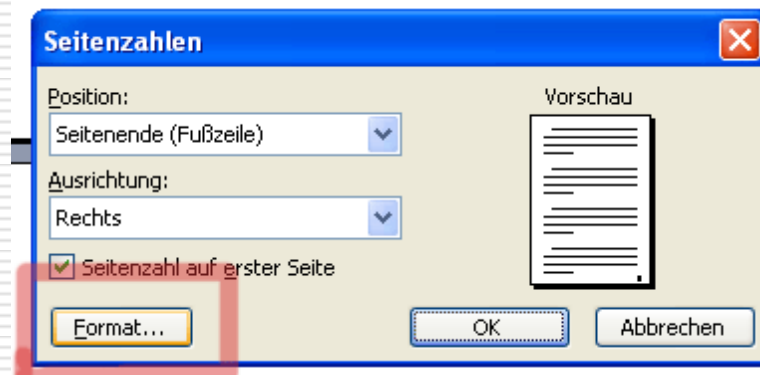 Seitenzahlen
Position:
Vorschau
Seitenende (Fußzeile)
Ausrichtung:
Rechts
Seitenzahl auf erster Seite
Format...
OK
Abbrechen